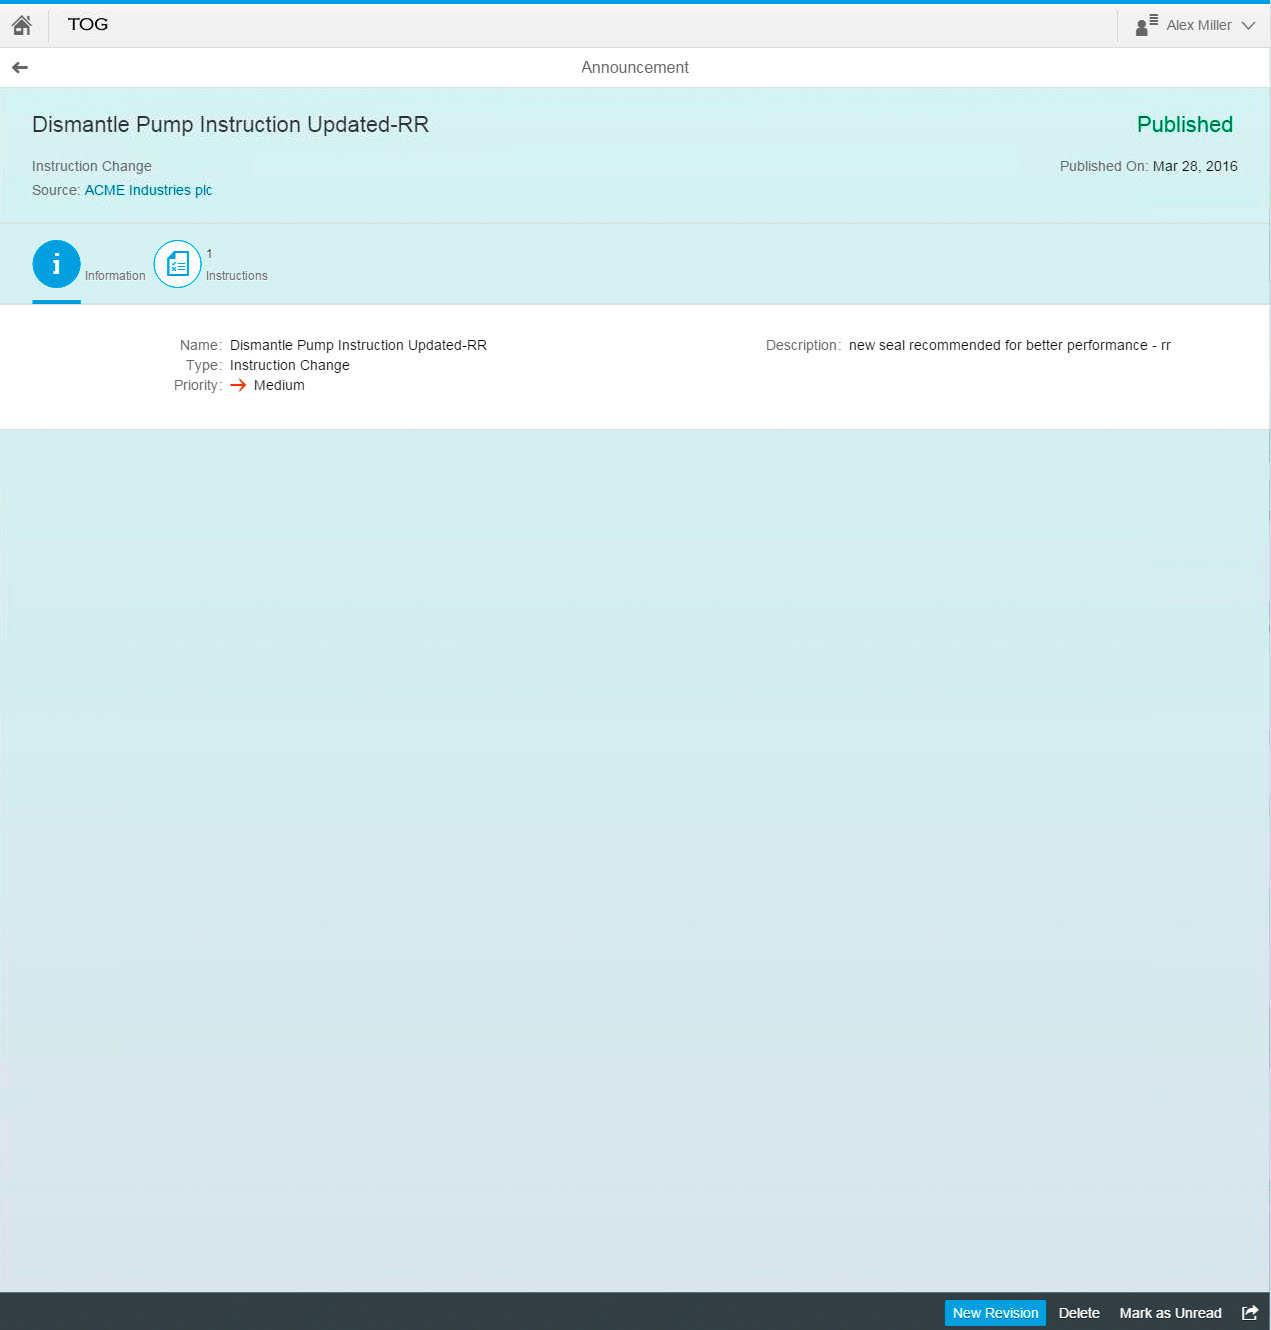 TOG
Alex Miller
Announcement
Dismantle Pump Instruction Updated-RR
Published
Instruction Change
Published On: Mar 28, 2016
Source: ACME Industries plc
1
Information
Instructions
Name: Dismantle Pump Instruction Updated-RR
Description: new seal recommended for better performance - rr
Type: Instruction Change
Priority: Medium
New Revision Delete Mark as Unread